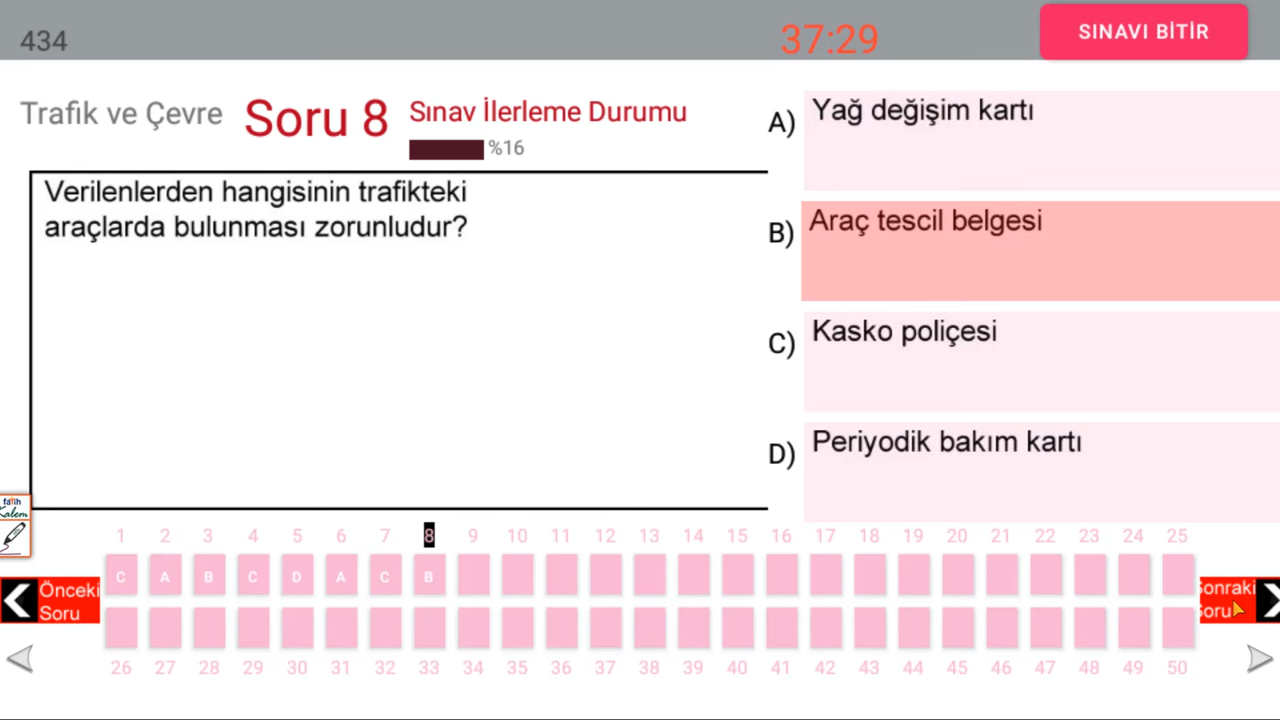 434
37:29
SINAVI BİTİR
Trafik ve Çevre
Soru 8
Sınav İlerleme Durumu
%16
Verilenlerden hangisinin trafikteki
araçlarda bulunması zorunludur?
A) Yağ değişim kartı
B) Araç tescil belgesi
C) Kasko poliçesi
D) Periyodik bakım kartı
fatih
Kalem
1 2 3 4 5 6 7 8 9 10 11 12 13 14 15 16 17 18 19 20 21 22 23 24 25
C A B C D A C B
Önceki
Soru
Sonraki
Soru
26 27 28 29 30 31 32 33 34 35 36 37 38 39 40 41 42 43 44 45 46 47 48 49 50